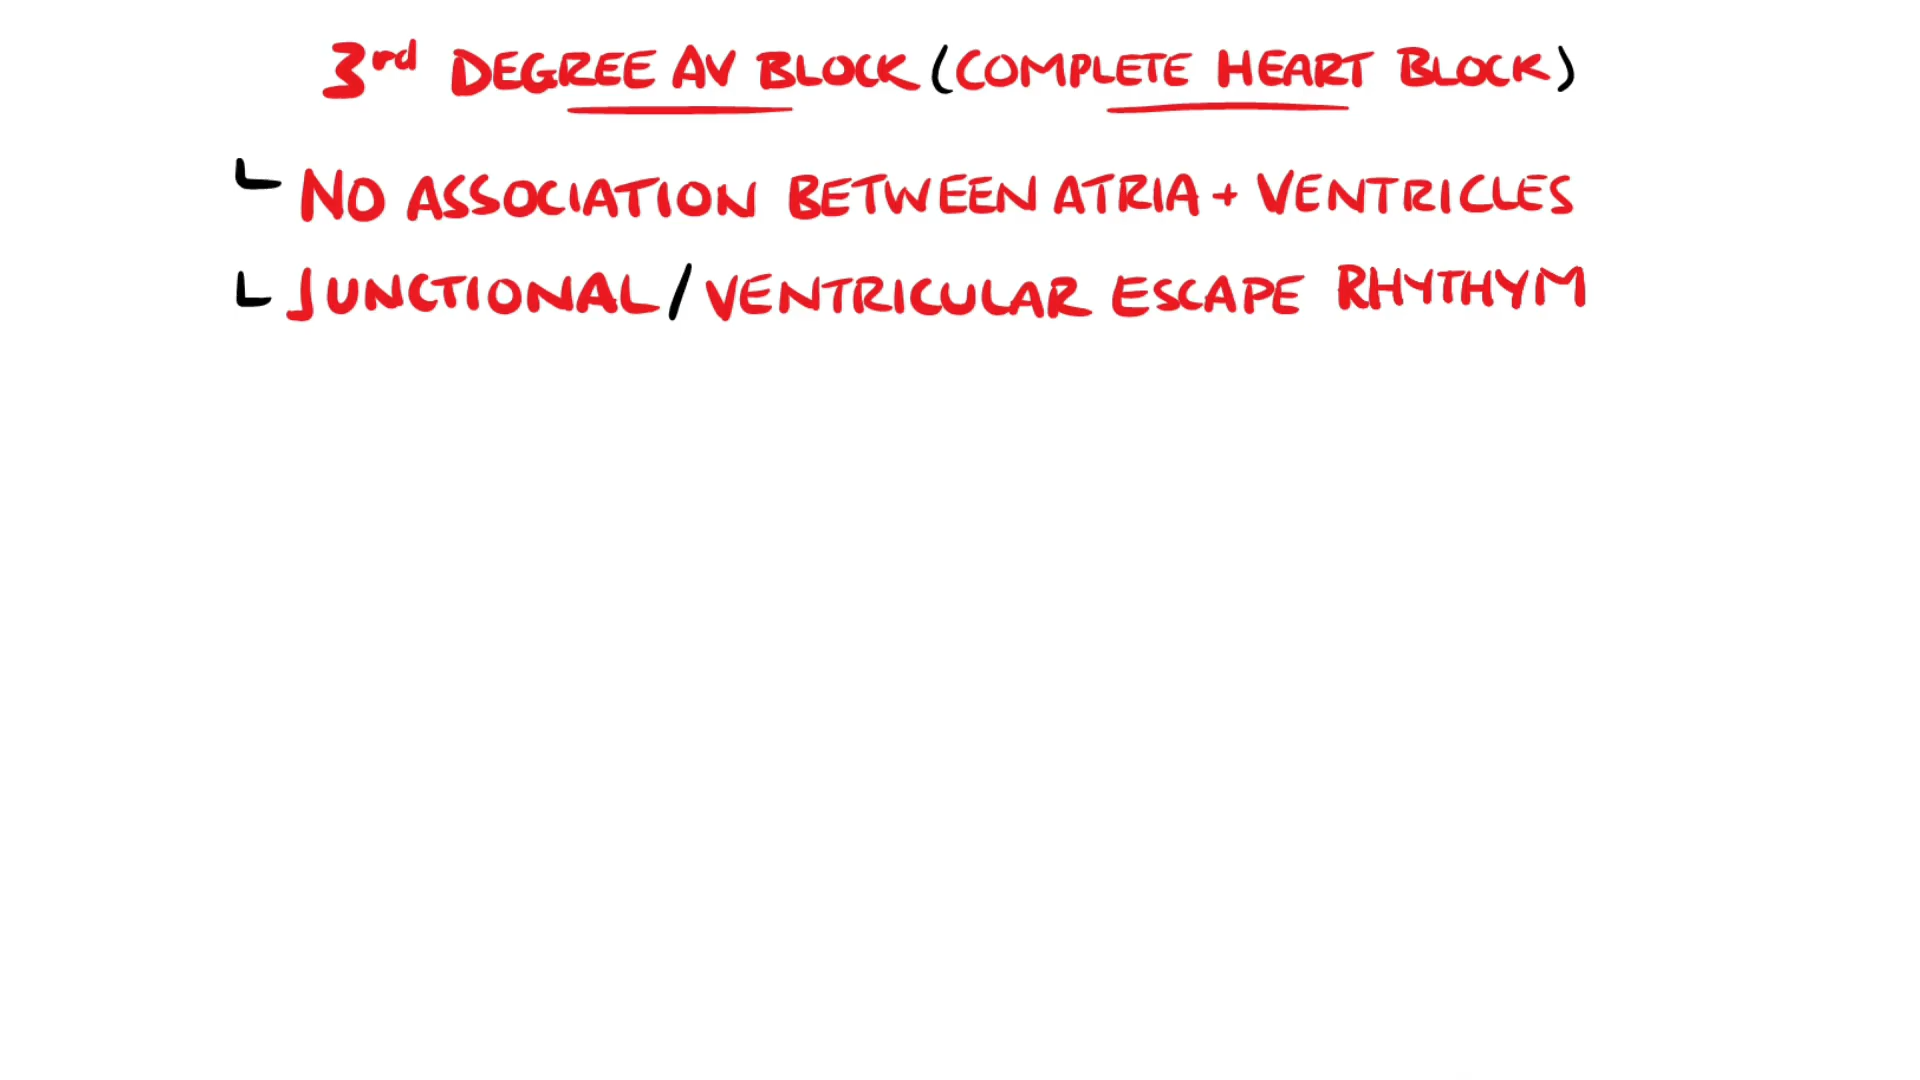 3rd DEGREE AV BLOCK (COMPLETE HEART BLOCK)
NO ASSOCIATION BETWEEN ATRIA + VENTRICLES
JUNCTIONAL/VENTRICULAR ESCAPE RHYTHYM